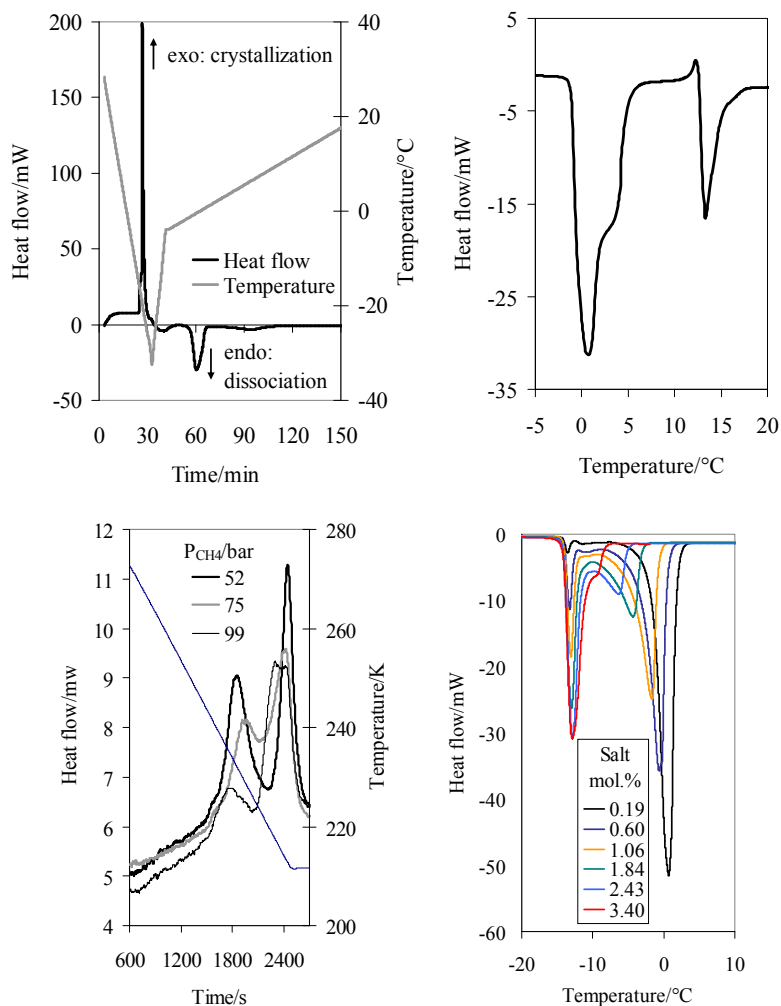 200
150
100
50
0
-50
Heat flow/mW
exo: crystallization
Heat flow
Temperature
endo:
dissociation
40
20
0
-20
-40
Temperature/°C
0 30 60 90 120 150
Time/min
5
-5
-15
-25
-35
Heat flow/mW
-5 0 5 10 15 20
Temperature/°C
12
11
10
9
8
7
6
5
4
Heat flow/mw
PCH4/bar
52
75
99
280
260
240
220
200
Temperature/K
600 1200 1800 2400
Time/s
0
-10
-20
-30
-40
-50
-60
Heat flow/mW
Salt
mol.%
0.19
0.60
1.06
1.84
2.43
3.40
-20 -10 0 10
Temperature/°C